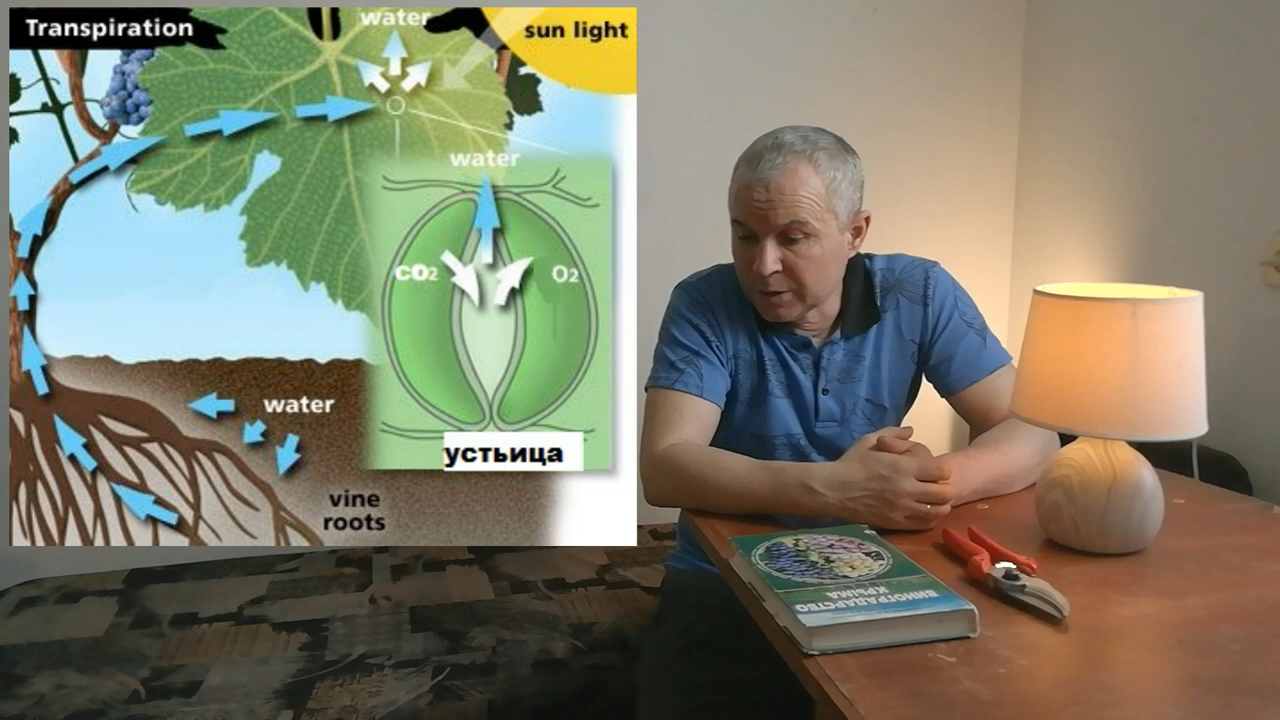 Transpiration
water
sun light
water
CO2
O2
water
устьица
vine
roots
ВИНОГРАДАРСТВО
КРЫМА